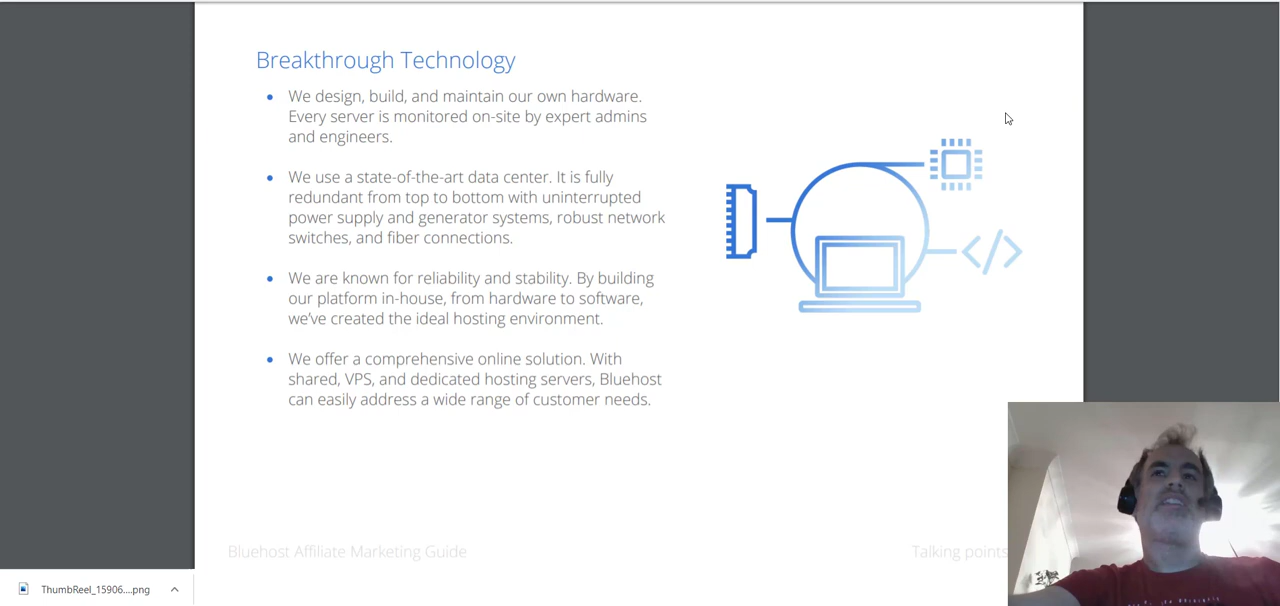 Breakthrough Technology
We design, build, and maintain our own hardware.
Every server is monitored on-site by expert admins
and engineers.
We use a state-of-the-art data center. It is fully
redundant from top to bottom with uninterrupted
power supply and generator systems, robust network
switches, and fiber connections.
We are known for reliability and stability. By building
our platform in-house, from hardware to software,
we've created the ideal hosting environment.
We offer a comprehensive online solution. With
shared, VPS, and dedicated hosting servers, Bluehost
can easily address a wide range of customer needs.
</>
Bluehost Affiliate Marketing Guide
Talking points
ThumbReel_15906....png